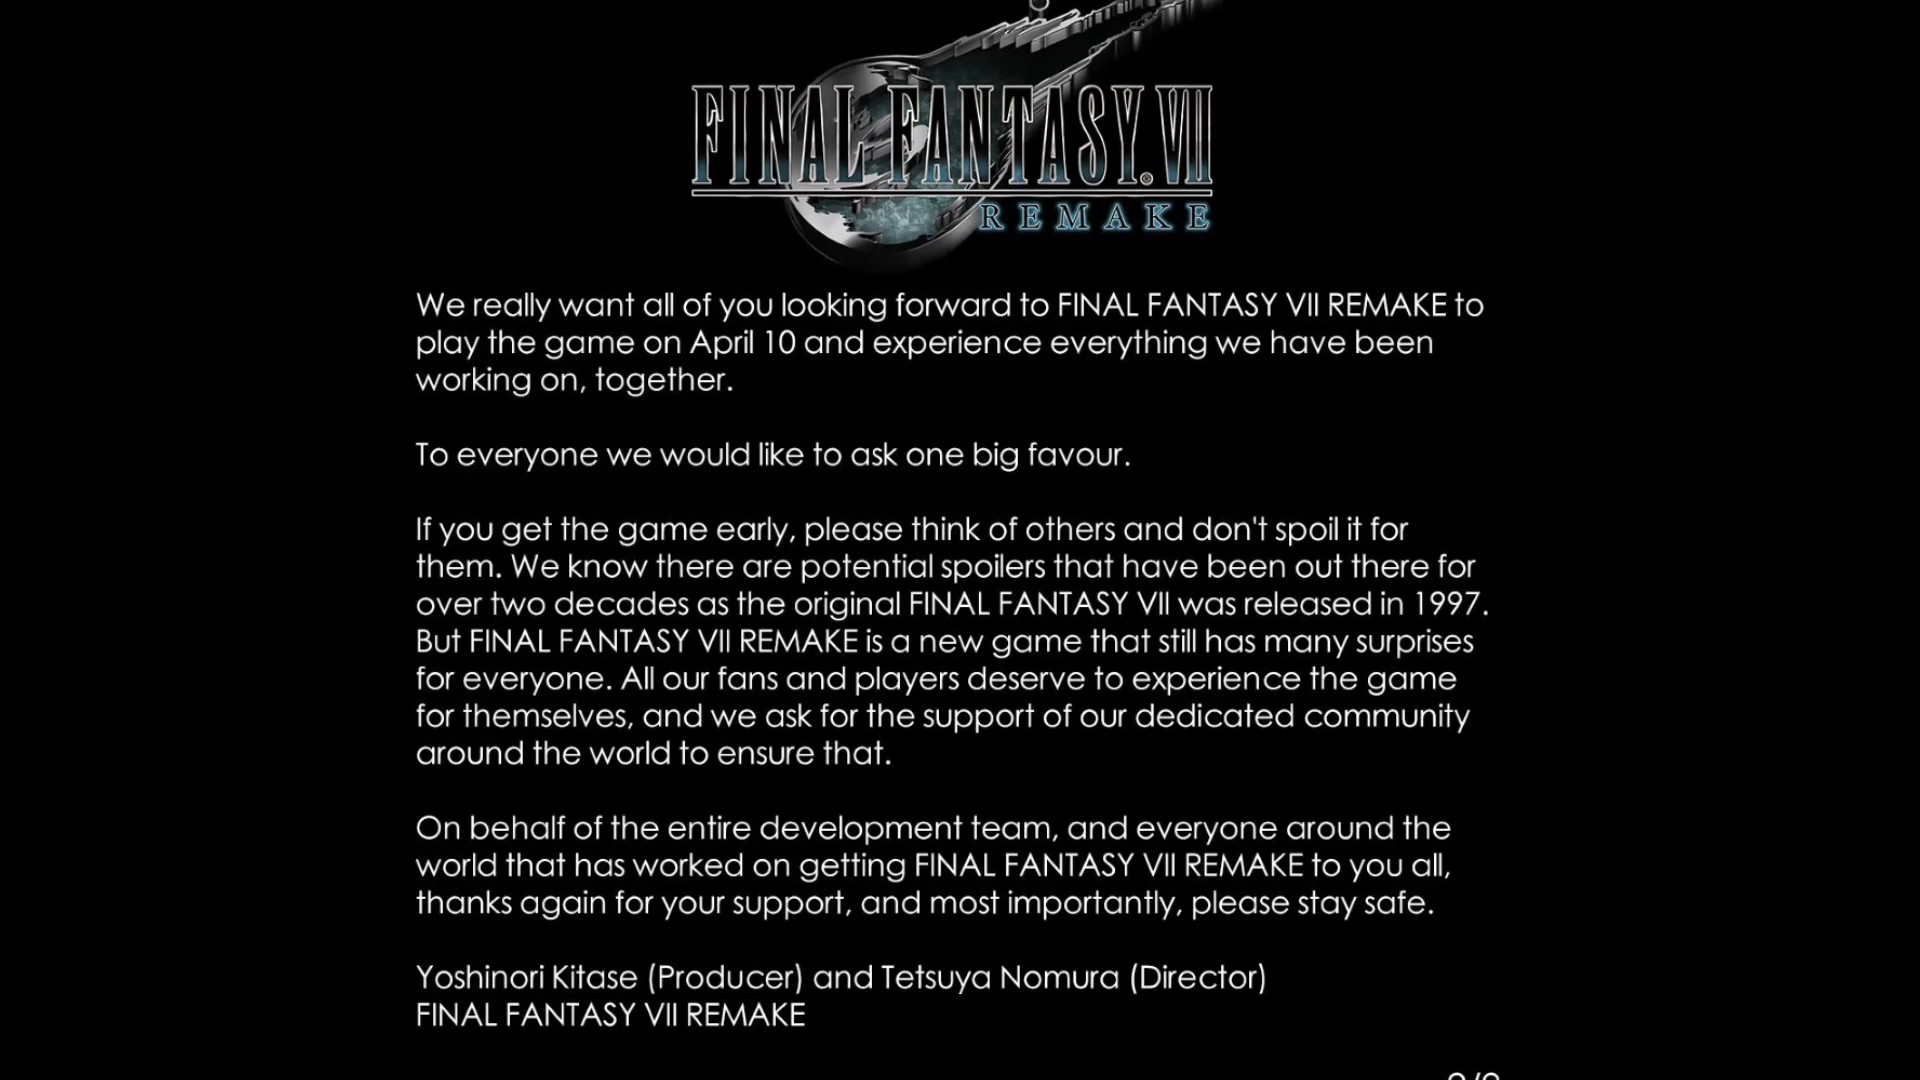 FINAL FANTASY. VII
REMAKE
We really want all of you looking forward to FINAL FANTASY VII REMAKE to
play the game on April 10 and experience everything we have been
working on, together.
To everyone we would like to ask one big favour.
If you get the game early, please think of others and don't spoil it for
them. We know there are potential spoilers that have been out there for
over two decades as the original FINAL FANTASY VII was released in 1997.
But FINAL FANTASY VII REMAKE is a new game that still has many surprises
for everyone. All our fans and players deserve to experience the game
for themselves, and we ask for the support of our dedicated community
around the world to ensure that.
On behalf of the entire development team, and everyone around the
world that has worked on getting FINAL FANTASY VII REMAKE to you all,
thanks again for your support, and most importantly, please stay safe.
Yoshinori Kitase (Producer) and Tetsuya Nomura (Director)
FINAL FANTASY VII REMAKE